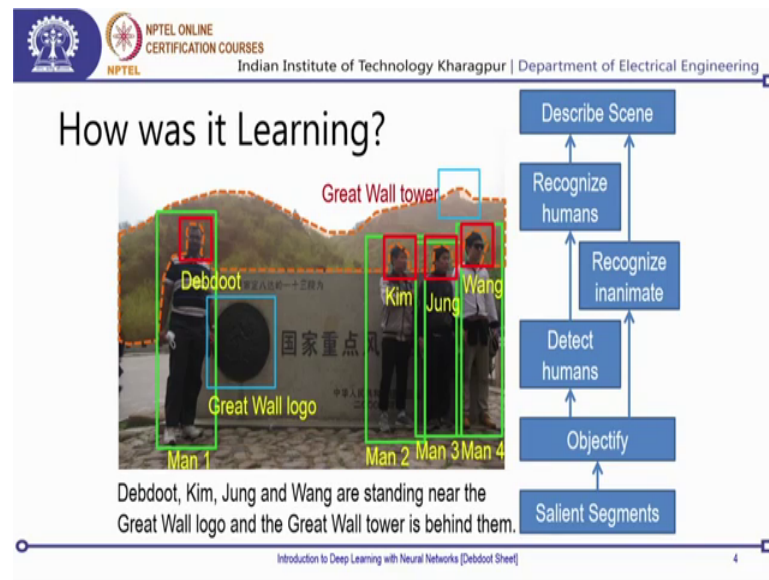 NPTEL ONLINE
CERTIFICATION COURSES
NPTEL
Indian Institute of Technology Kharagpur | Department of Electrical Engineering
How was it Learning?
Great Wall tower
Debdoot
Kim
Jung
Wang
国家重点风
Great Wall logo
Man 1
Man 2
Man 3
Man 4
Debdoot, Kim, Jung and Wang are standing near the
Great Wall logo and the Great Wall tower is behind them.
Describe Scene
Recognize
humans
Recognize
inanimate
Detect
humans
Objectify
Salient Segments
Introduction to Deep Learning with Neural Networks [Debdoot Sheet]
4